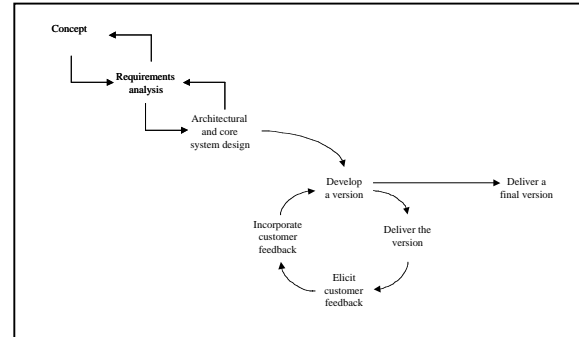 Concept
Requirements
analysis
Architectural
and core
system design
Develop
a version
Deliver a
final version
Incorporate
customer
feedback
Deliver the
version
Elicit
customer
feedback